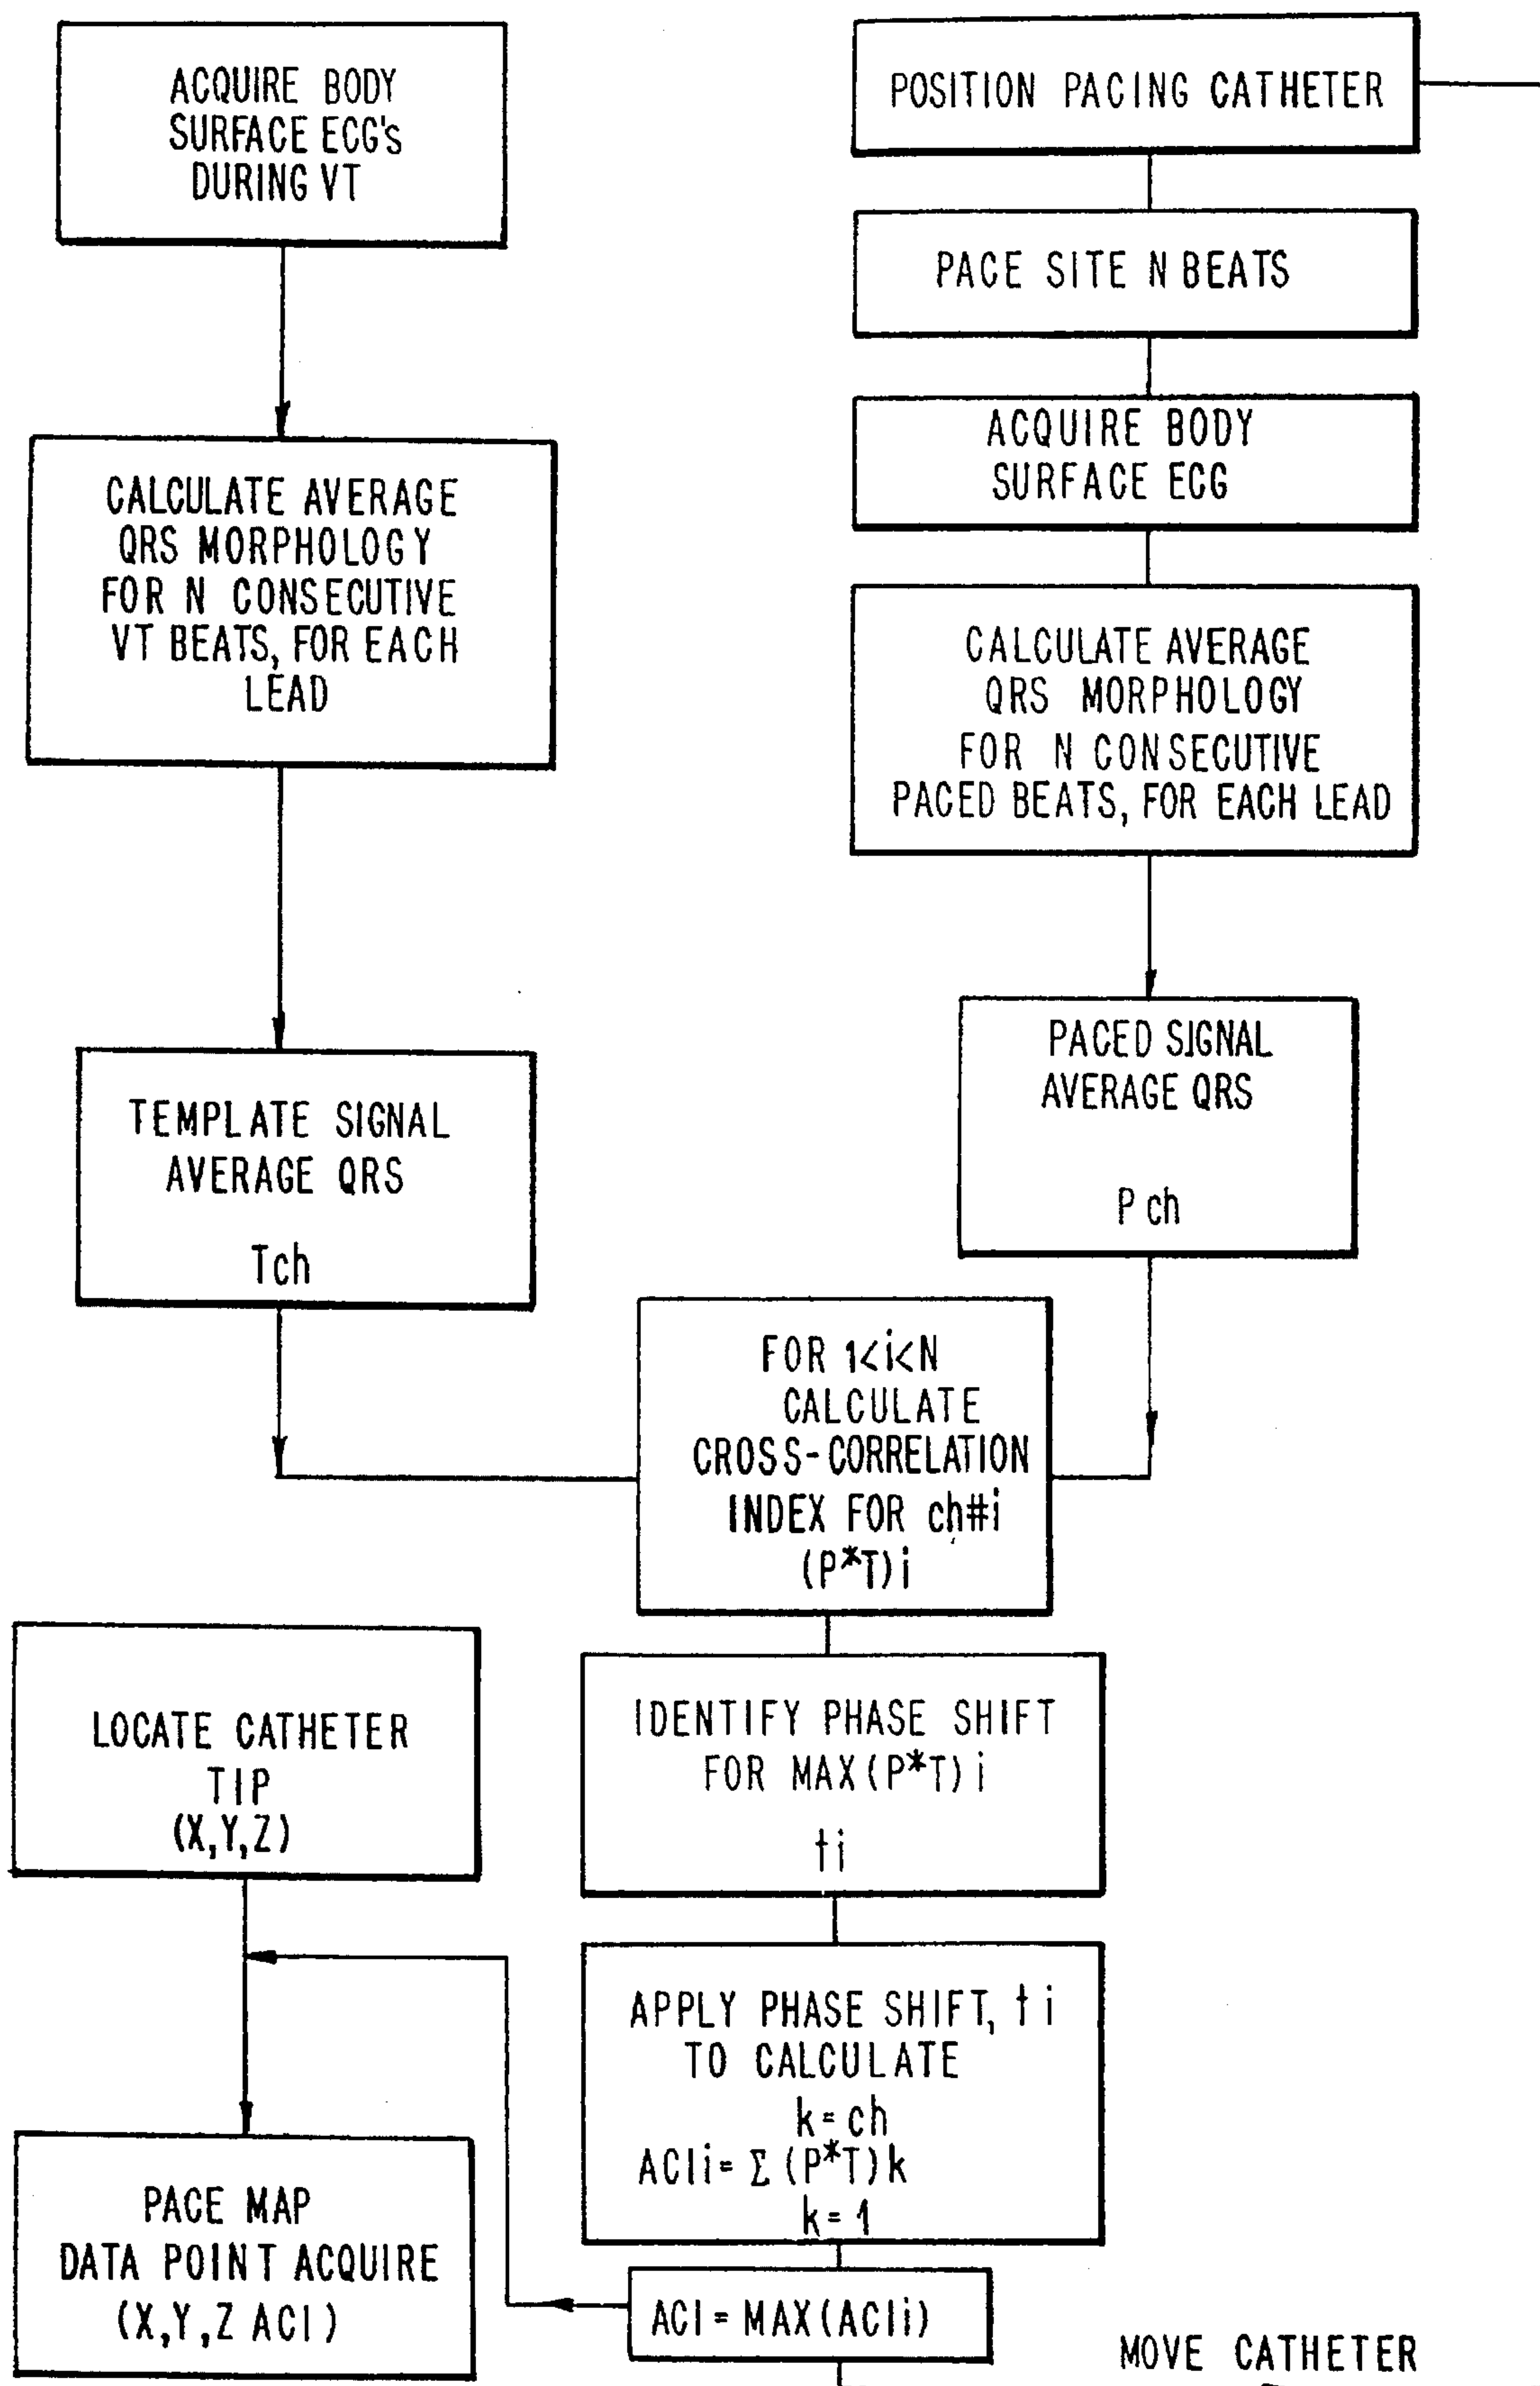 ACQUIRE BODY
SURFACE ECG's
DURING VT
CALCULATE AVERAGE
QRS MORPHOLOGY
FOR N CONSECUTIVE
VT BEATS, FOR EACH
LEAD
TEMPLATE SIGNAL
AVERAGE QRS
Tch
POSITION PACING CATHETER
PACE SITE N BEATS
ACQUIRE BODY
SURFACE ECG
CALCULATE AVERAGE
QRS MORPHOLOGY
FOR N CONSECUTIVE
PACED BEATS, FOR EACH LEAD
PACED SIGNAL
AVERAGE QRS
P ch
FOR 1<i<N
CALCULATE
CROSS-CORRELATION
INDEX FOR ch#i
(P*T)i
IDENTIFY PHASE SHIFT
FOR MAX(P*T)i
ti
APPLY PHASE SHIFT, ti
TO CALCULATE
k=ch
ACIi=Σ(P*T)k
k=1
ACI=MAX(ACIi)
LOCATE CATHETER
TIP
(X,Y,Z)
PACE MAP
DATA POINT ACQUIRE
(X,Y,Z ACI)
MOVE CATHETER